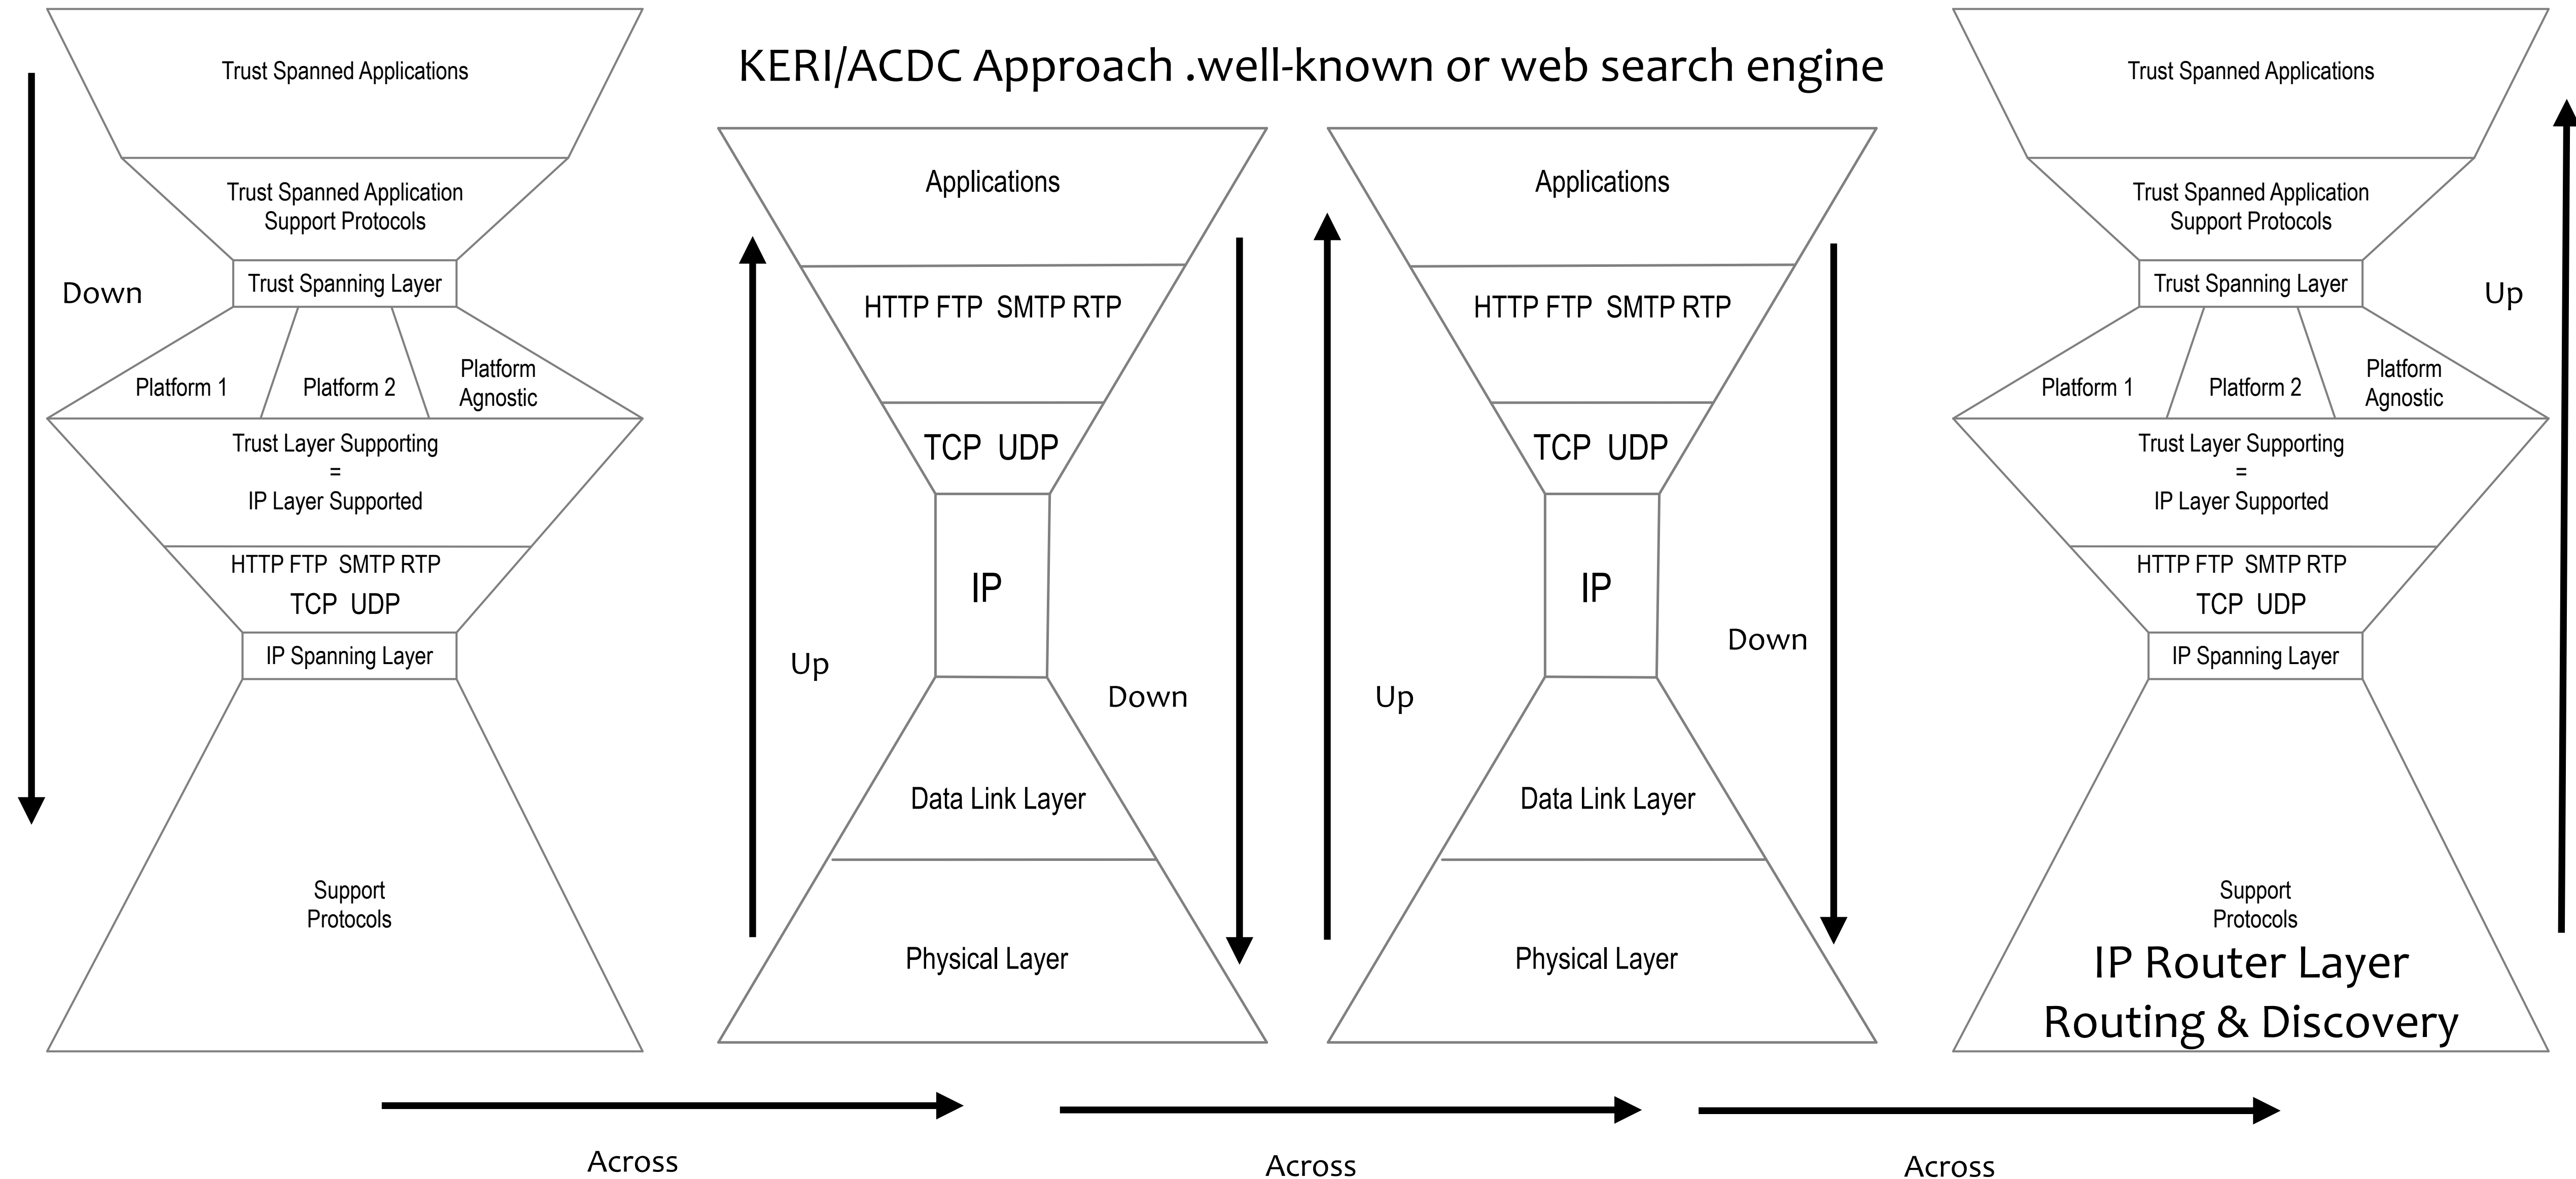 KERI/ACDC Approach .well-known or web search engine
Trust Spanned Applications
Trust Spanned Application
Support Protocols
Trust Spanning Layer
Down
Platform 1
Platform 2
Platform
Agnostic
Trust Layer Supporting
=
IP Layer Supported
HTTP FTP SMTP RTP
TCP UDP
IP Spanning Layer
Support
Protocols
Applications
HTTP FTP SMTP RTP
TCP UDP
IP
Up
Down
Data Link Layer
Physical Layer
Applications
HTTP FTP SMTP RTP
TCP UDP
IP
Up
Down
Data Link Layer
Physical Layer
Trust Spanned Applications
Trust Spanned Application
Support Protocols
Trust Spanning Layer
Up
Platform 1
Platform 2
Platform
Agnostic
Trust Layer Supporting
=
IP Layer Supported
HTTP FTP SMTP RTP
TCP UDP
IP Spanning Layer
Support
Protocols
IP Router Layer
Routing & Discovery
Across
Across
Across